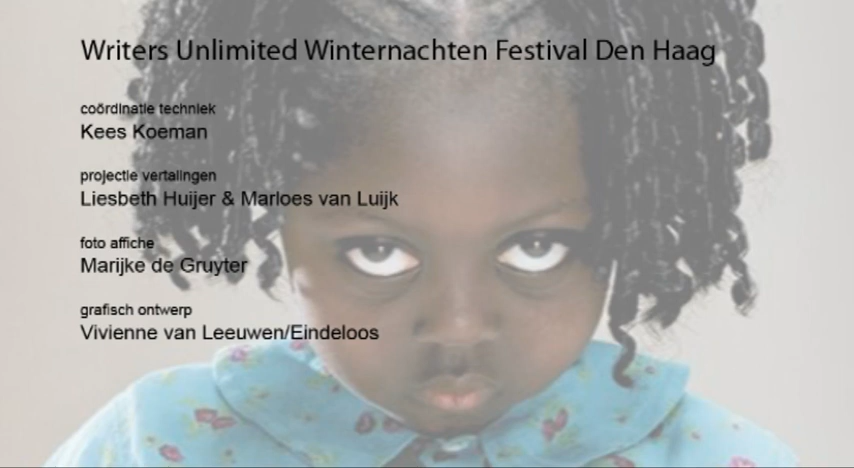 Writers Unlimited Winternachten Festival Den Haag
coördinatie techniek
Kees Koeman
projectie vertalingen
Liesbeth Huijer & Marloes van Luijk
foto affiche
Marijke de Gruyter
grafisch ontwerp
Vivienne van Leeuwen/Eindeloos